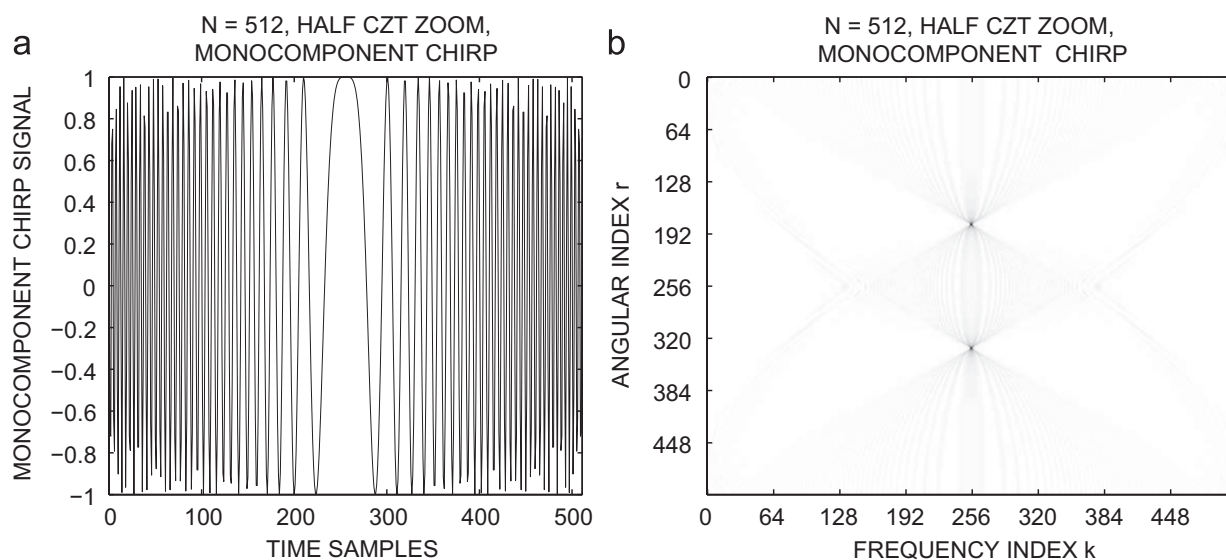 a
N = 512, HALF CZT ZOOM,
MONOCOMPONENT CHIRP
MONOCOMPONENT CHIRP SIGNAL
1
0.8
0.6
0.4
0.2
0
−0.2
−0.4
−0.6
−0.8
−1
0 100 200 300 400 500
TIME SAMPLES
b
N = 512, HALF CZT ZOOM,
MONOCOMPONENT CHIRP
ANGULAR INDEX r
0
64
128
192
256
320
384
448
0 64 128 192 256 320 384 448
FREQUENCY INDEX k